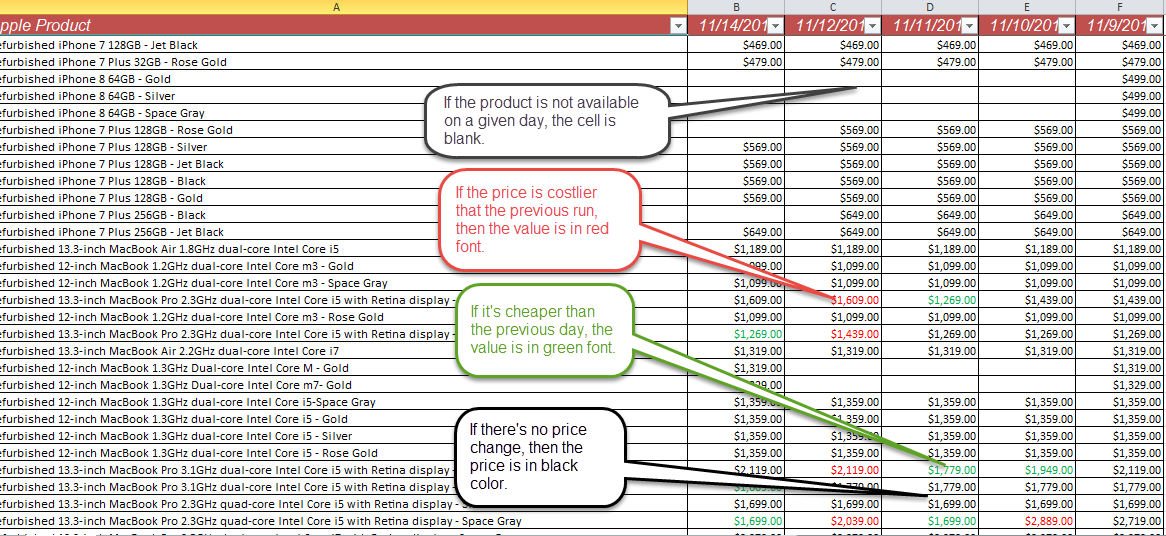 A B C D E F
pple Product 11/14/201 11/12/201 11/11/201 11/10/201 11/9/201
efurbished iPhone 7 128GB - Jet Black $469.00 $469.00 $469.00 $469.00 $469.00
efurbished iPhone 7 Plus 32GB - Rose Gold $479.00 $479.00 $479.00 $479.00 $479.00
efurbished iPhone 8 64GB - Gold $499.00
efurbished iPhone 8 64GB - Silver $499.00
efurbished iPhone 8 64GB - Space Gray $499.00
efurbished iPhone 7 Plus 128GB - Rose Gold $569.00 $569.00 $569.00 $569.00
efurbished iPhone 7 Plus 128GB - Silver $569.00 $569.00 $569.00 $569.00 $569.00
efurbished iPhone 7 Plus 128GB - Jet Black $569.00 $569.00 $569.00 $569.00 $569.00
efurbished iPhone 7 Plus 128GB - Black $569.00 $569.00 $569.00 $569.00 $569.00
efurbished iPhone 7 Plus 128GB - Gold $569.00 $569.00 $569.00 $569.00 $569.00
efurbished iPhone 7 Plus 256GB - Black $649.00 $649.00 $649.00 $649.00
efurbished iPhone 7 Plus 256GB - Jet Black $649.00 $649.00 $649.00 $649.00 $649.00
efurbished 13.3-inch MacBook Air 1.8GHz dual-core Intel Core i5 $1,189.00 $1,189.00 $1,189.00 $1,189.00 $1,189.00
efurbished 12-inch MacBook 1.2GHz dual-core Intel Core m3 - Gold $1,099.00 $1,099.00 $1,099.00 $1,099.00
efurbished 12-inch MacBook 1.2GHz dual-core Intel Core m3 - Space Gray $1,099.00 $1,099.00 $1,099.00 $1,099.00 $1,099.00
efurbished 13.3-inch MacBook Pro 2.3GHz dual-core Intel Core i5 with Retina display - $1,609.00 $1,609.00 $1,269.00 $1,439.00 $1,439.00
efurbished 12-inch MacBook 1.2GHz dual-core Intel Core m3 - Rose Gold $1,099.00 $1,099.00 $1,099.00 $1,099.00 $1,099.00
efurbished 13.3-inch MacBook Pro 2.3GHz dual-core Intel Core i5 with Retina display - $1,269.00 $1,439.00 $1,269.00 $1,269.00 $1,269.00
efurbished 13.3-inch MacBook Air 2.2GHz dual-core Intel Core i7 $1,319.00 $1,319.00 $1,319.00 $1,319.00 $1,319.00
efurbished 12-inch MacBook 1.3GHz Dual-core Intel Core M - Gold $1,319.00 $1,319.00
efurbished 12-inch MacBook 1.3GHz Dual-core Intel Core m7- Gold $1,329.00
efurbished 12-inch MacBook 1.3GHz dual-core Intel Core i5-Space Gray $1,359.00 $1,359.00 $1,359.00 $1,359.00 $1,359.00
efurbished 12-inch MacBook 1.3GHz dual-core Intel Core i5 - Gold $1,359.00 $1,359.00 $1,359.00 $1,359.00 $1,359.00
efurbished 12-inch MacBook 1.3GHz dual-core Intel Core i5 - Silver $1,359.00 $1,359.00 $1,359.00 $1,359.00 $1,359.00
efurbished 12-inch MacBook 1.3GHz dual-core Intel Core i5 - Rose Gold $1,359.00 $1,359.00 $1,359.00 $1,359.00 $1,359.00
efurbished 13.3-inch MacBook Pro 3.1GHz dual-core Intel Core i5 with Retina display - $2,119.00 $2,119.00 $1,779.00 $1,949.00 $2,119.00
efurbished 13.3-inch MacBook Pro 3.1GHz dual-core Intel Core i5 with Retina display - $1,779.00 $1,779.00 $1,779.00 $1,779.00
efurbished 13.3-inch MacBook Pro 2.3GHz quad-core Intel Core i5 with Retina display - $1,699.00 $1,699.00 $1,699.00 $1,699.00 $1,699.00
efurbished 13.3-inch MacBook Pro 2.3GHz quad-core Intel Core i5 with Retina display - Space Gray $1,699.00 $2,039.00 $1,699.00 $2,889.00 $2,719.00
If the product is not available
on a given day, the cell is
blank.
If the price is costlier
that the previous run,
then the value is in red
font.
If it's cheaper than
the previous day, the
value is in green font.
If there's no price
change, then the
price is in black
color.